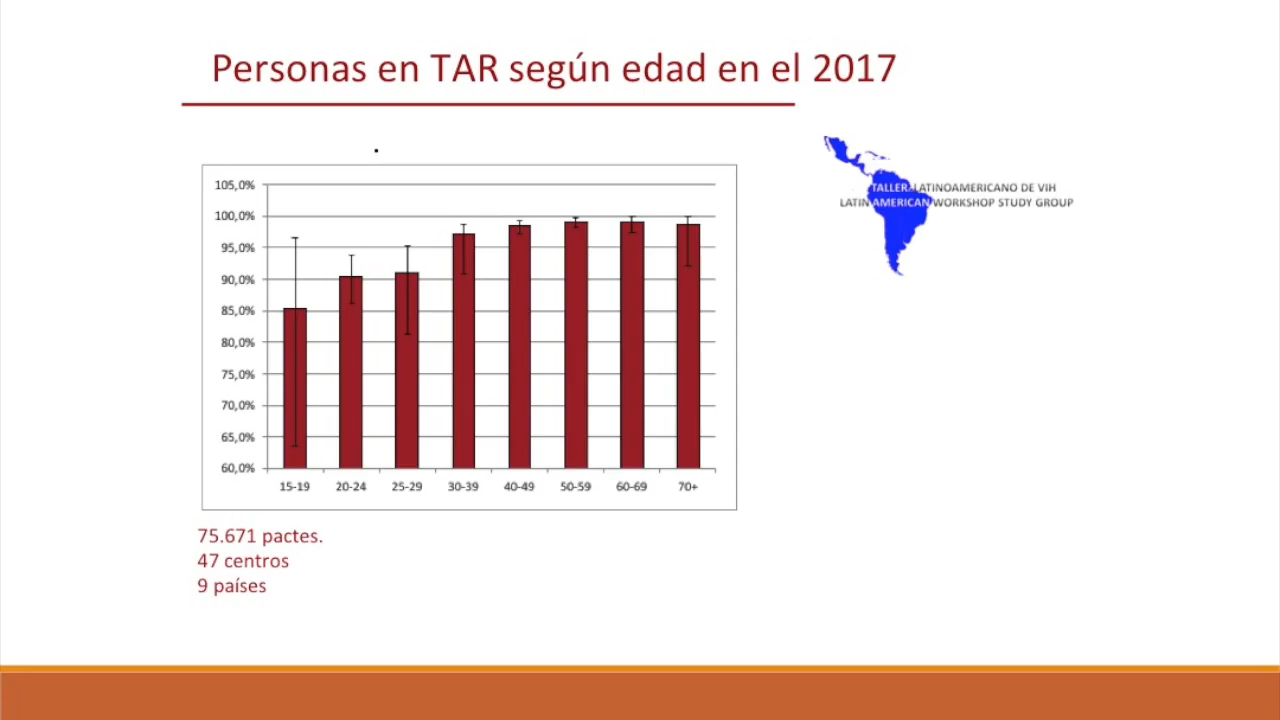 Personas en TAR según edad en el 2017
.
105,0%
100,0%
95,0%
90,0%
85,0%
80,0%
75,0%
70,0%
65,0%
60,0%
15-19 20-24 25-29 30-39 40-49 50-59 60-69 70+
TALLER LATINOAMERICANO DE VIH
LATIN AMERICAN WORKSHOP STUDY GROUP
75.671 pactes.
47 centros
9 países